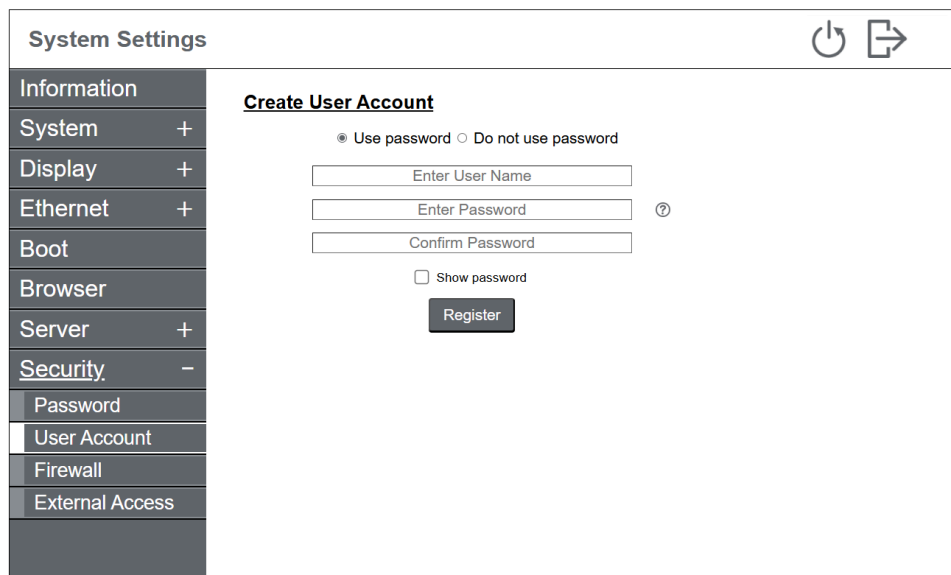 System Settings
Information
System +
Display +
Ethernet +
Boot
Browser
Server +
Security −
Password
User Account
Firewall
External Access
Create User Account
Use password Do not use password
Enter User Name
Enter Password ?
Confirm Password
Show password
Register